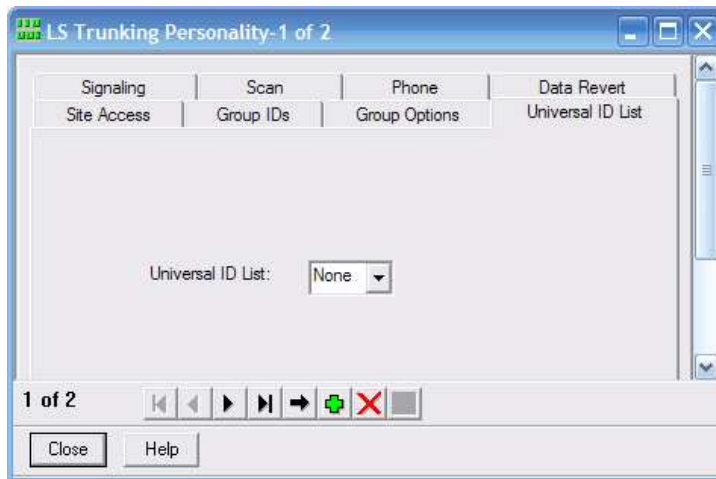 LS Trunking Personality-1 of 2
Signaling Scan Phone Data Revert
Site Access Group IDs Group Options Universal ID List
Universal ID List: None
1 of 2
Close Help